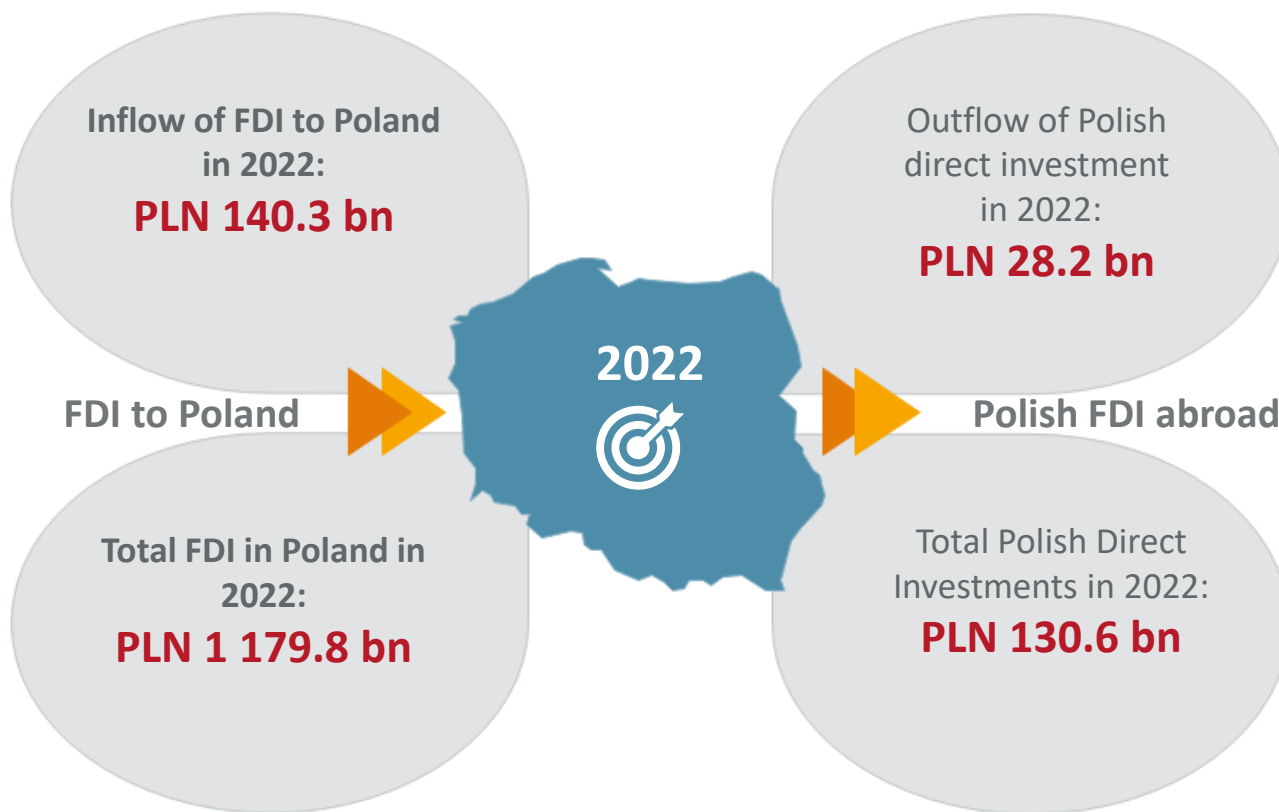 Inflow of FDI to Poland
in 2022:
PLN 140.3 bn
Outflow of Polish
direct investment
in 2022:
PLN 28.2 bn
2022
FDI to Poland
Polish FDI abroad
Total FDI in Poland in
2022:
PLN 1 179.8 bn
Total Polish Direct
Investments in 2022:
PLN 130.6 bn